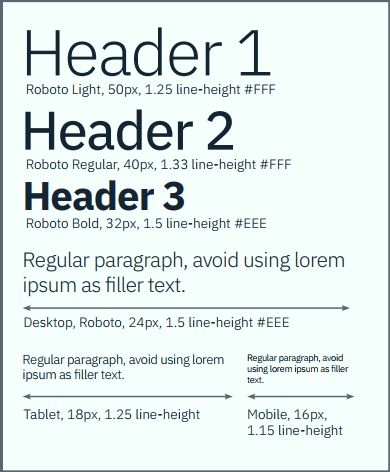 Header 1
Roboto Light, 50px, 1.25 line-height #FFF
Header 2
Roboto Regular, 40px, 1.33 line-height #FFF
Header 3
Roboto Bold, 32px, 1.5 line-height #EEE
Regular paragraph, avoid using lorem
ipsum as filler text.
Desktop, Roboto, 24px, 1.5 line-height #EEE
Regular paragraph, avoid using lorem
ipsum as filler text.
Tablet, 18px, 1.25 line-height
Regular paragraph, avoid
using lorem ipsum as filler
text.
Mobile, 16px,
1.15 line-height